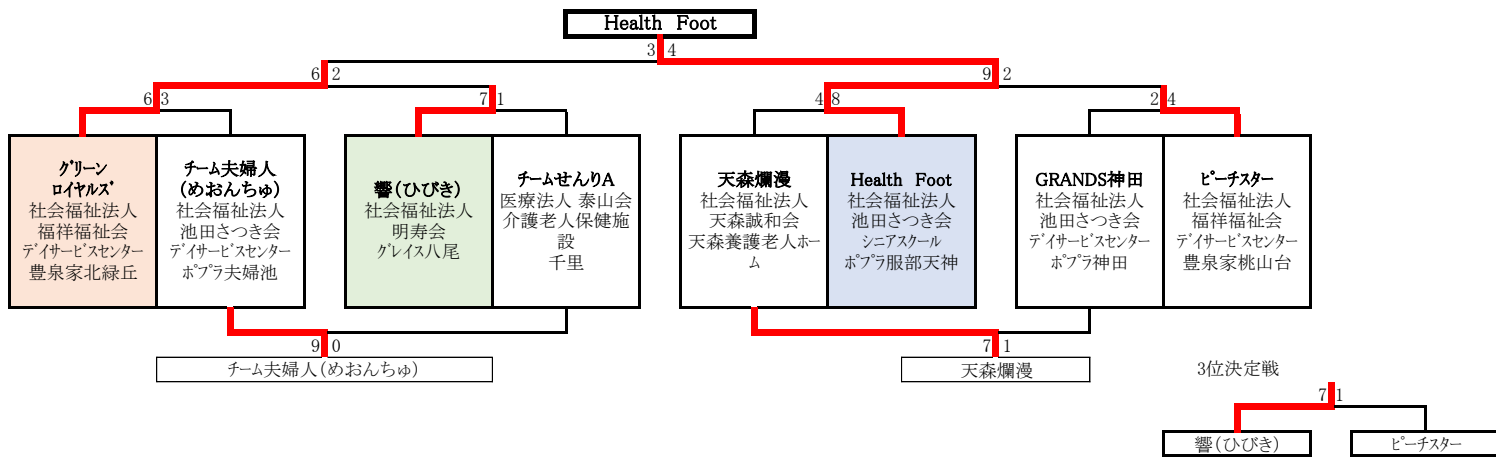 Health Foot
3 4
6 2
9 2
6 3
7 1
4 8
2 4
ｸﾞﾘｰﾝ
ﾛｲﾔﾙｽﾞ
社会福祉法人
福祥福祉会
ﾃﾞｲｻｰﾋﾞｽｾﾝﾀｰ
豊泉家北緑丘
ﾁｰﾑ夫婦人
(めおんちゅ)
社会福祉法人
池田さつき会
ﾃﾞｲｻｰﾋﾞｽｾﾝﾀｰ
ﾎﾟﾌﾟﾗ夫婦池
響(ひびき)
社会福祉法人
明寿会
ｸﾞﾚｲｽ八尾
ﾁｰﾑせんりA
医療法人 泰山会
介護老人保健施
設
千里
天森爛漫
社会福祉法人
天森誠和会
天森養護老人ホー
ム
Health Foot
社会福祉法人
池田さつき会
ｼﾆｱｽｸｰﾙ
ﾎﾟﾌﾟﾗ服部天神
GRANDS神田
社会福祉法人
池田さつき会
ﾃﾞｲｻｰﾋﾞｽｾﾝﾀｰ
ﾎﾟﾌﾟﾗ神田
ﾋﾟｰﾁｽﾀｰ
社会福祉法人
福祥福祉会
ﾃﾞｲｻｰﾋﾞｽｾﾝﾀｰ
豊泉家桃山台
9 0
ﾁｰﾑ夫婦人(めおんちゅ)
7 1
天森爛漫
3位決定戦
7 1
響(ひびき)
ﾋﾟｰﾁｽﾀｰ